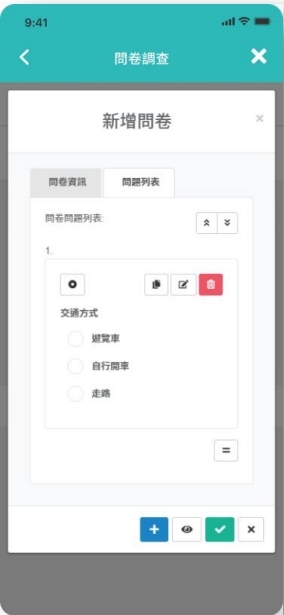 9:41
問卷調查
新增問卷
問卷資訊 問題列表
問卷問題列表:
1.
交通方式
遊覽車
自行開車
走路